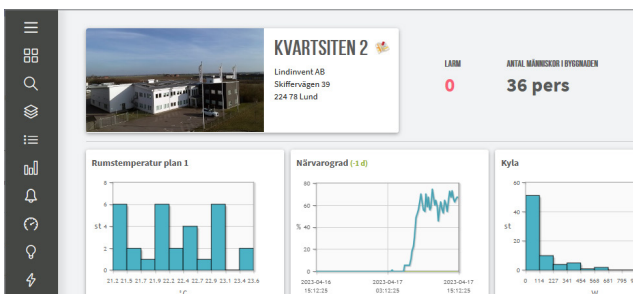 KVARTSITEN 2
Lindinvent AB
Skiffervägen 39
224 78 Lund
LARM
0
ANTAL MÄNNISKOR I BYGGNADEN
36 pers
Rumstemperatur plan 1
8
6
st 4
2
0
21.2 21.5 21.7 21.9 22.2 22.4 22.7 22.9 23.1 23.4 23.6
°C
Närvarograd (-1 d)
80
60
40
20
0
2023-04-16
15:12:25
2023-04-17
03:12:25
2023-04-17
15:12:25
Kyla
60
40
st
20
0
0 114 227 341 454 568 681 795
W